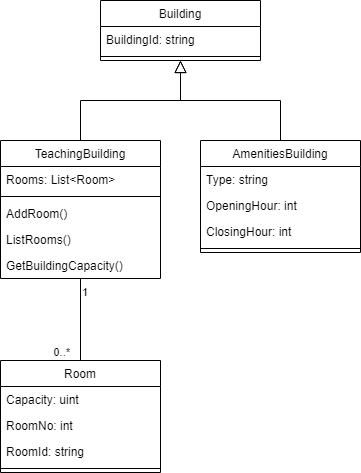 Building
BuildingId: string
TeachingBuilding
Rooms: List<Room>
AddRoom()
ListRooms()
GetBuildingCapacity()
AmenitiesBuilding
Type: string
OpeningHour: int
ClosingHour: int
1
0..*
Room
Capacity: uint
RoomNo: int
RoomId: string